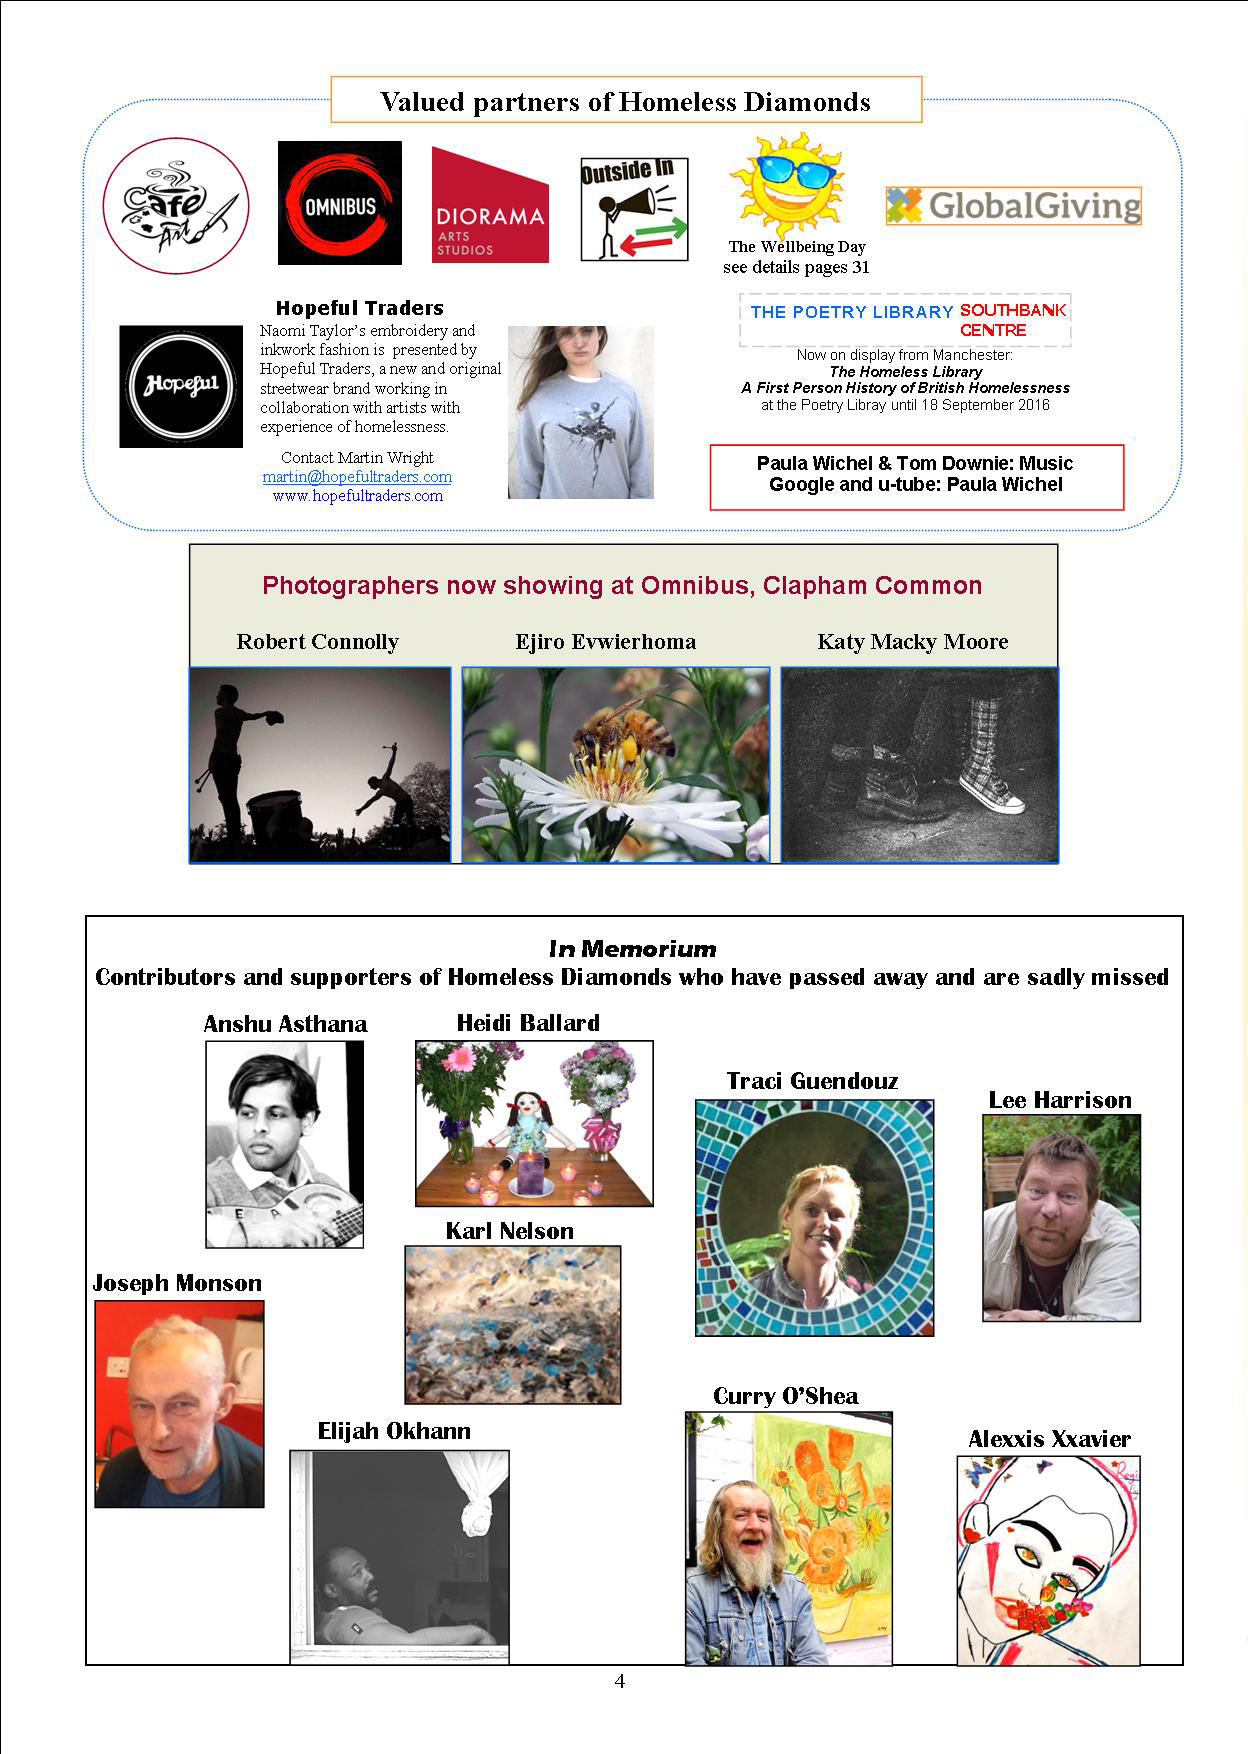 Valued partners of Homeless Diamonds
Café
Art
OMNIBUS
DIORAMA
ARTS
STUDIOS
Outside In
The Wellbeing Day
see details pages 31
GlobalGiving
Hopeful
Hopeful Traders
Naomi Taylor's embroidery and
inkwork fashion is presented by
Hopeful Traders, a new and original
streetwear brand working in
collaboration with artists with
experience of homelessness.
Contact Martin Wright
martin@hopefultraders.com
www.hopefultraders.com
THE POETRY LIBRARY SOUTHBANK
CENTRE
Now on display from Manchester:
The Homeless Library
A First Person History of British Homelessness
at the Poetry Libray until 18 September 2016
Paula Wichel & Tom Downie: Music
Google and u-tube: Paula Wichel
Photographers now showing at Omnibus, Clapham Common
Robert Connolly
Ejiro Evwierhoma
Katy Macky Moore
In Memorium
Contributors and supporters of Homeless Diamonds who have passed away and are sadly missed
Anshu Asthana
E A
Heidi Ballard
Traci Guendouz
Lee Harrison
Karl Nelson
Joseph Monson
Elijah Okhann
Curry O'Shea
Alexxis Xxavier
4